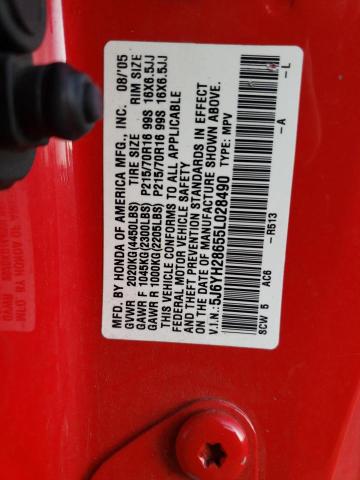 MFD. BY HONDA OF AMERICA MFG., INC. 08/'05
GVWR 2020KG(4450LBS) TIRE SIZE RIM SIZE
GAWR F 1045KG(2300LBS) P215/70R16 99S 16X6.5JJ
GAWR R 1000KG(2205LBS) P215/70R16 99S 16X6.5JJ
THIS VEHICLE CONFORMS TO ALL APPLICABLE
FEDERAL MOTOR VEHICLE SAFETY
AND THEFT PREVENTION STANDARDS IN EFFECT
ON THE DATE OF MANUFACTURE SHOWN ABOVE.
V.I.N.: 5J6YH28655L028490 TYPE: MPV
SCW 5 AC6 -R513 -A -L